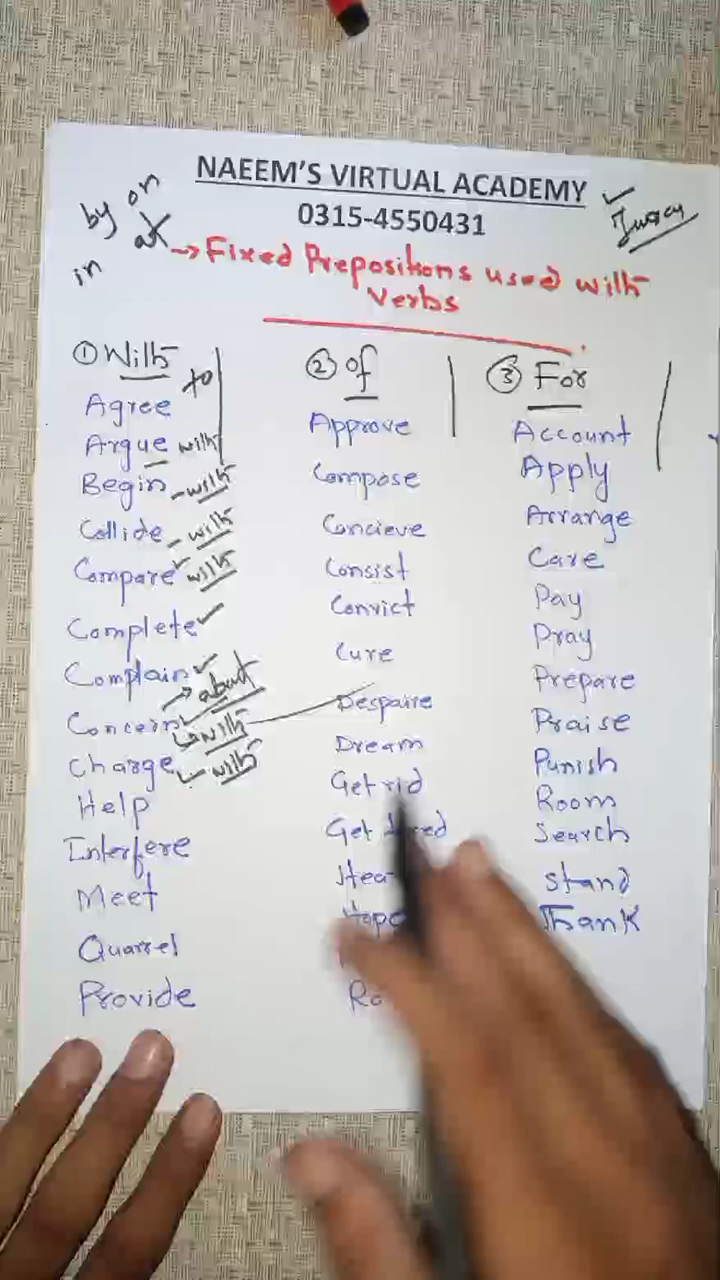 NAEEM'S VIRTUAL ACADEMY
0315-4550431
by on
at
in
→ Fixed Prepositions used with
Verbs
① With
to
Agree
Argue with
Begin - with
Collide - with
Compare with
Complete
Complain
→ about
Concern with
Charge with
Help
Interfere
Meet
Quarrel
Provide
② Of
Approve
Compose
Concieve
Consist
Convict
Cure
Despaire
Dream
Get rid
Get
Hope
③ For
Account
Apply
Arrange
Care
Pay
Pray
Prepare
Praise
Punish
Room
Search
Stand
Thank